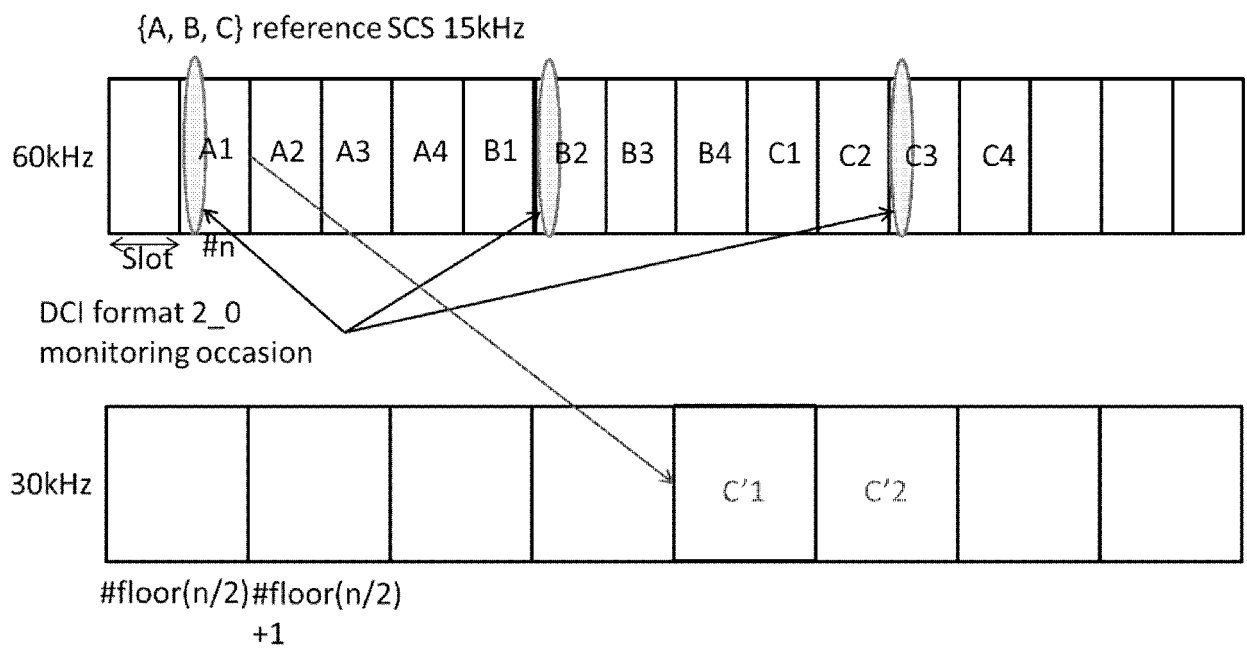 {A, B, C} reference SCS 15kHz
60kHz
A1 A2 A3 A4 B1 B2 B3 B4 C1 C2 C3 C4
Slot #n
DCI format 2_0
monitoring occasion
30kHz
C'1 C'2
#floor(n/2) #floor(n/2)
+1